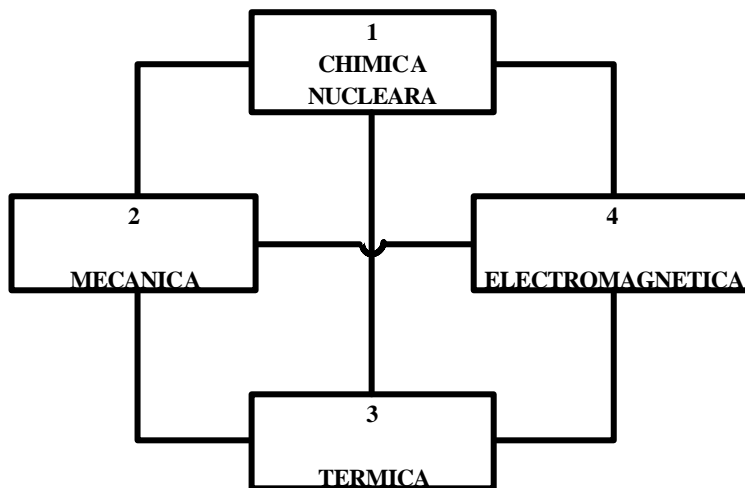 1
CHIMICA
NUCLEARA
2
MECANICA
4
ELECTROMAGNETICA
3
TERMICA